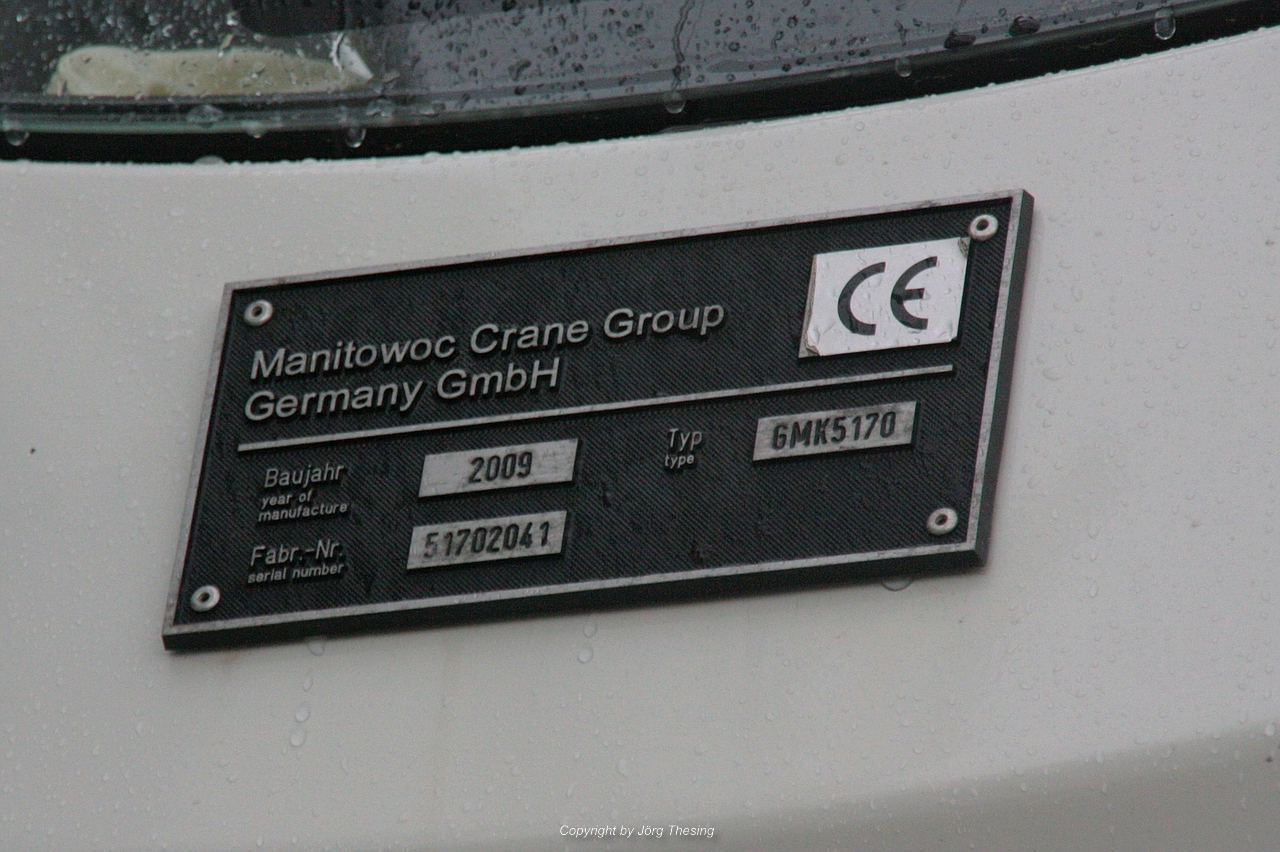 Manitowoc Crane Group
Germany GmbH
CE
Baujahr
year of
manufacture
2009
Typ
type
GMK5170
Fabr.-Nr.
serial number
51702041
Copyright by Jörg Thesing